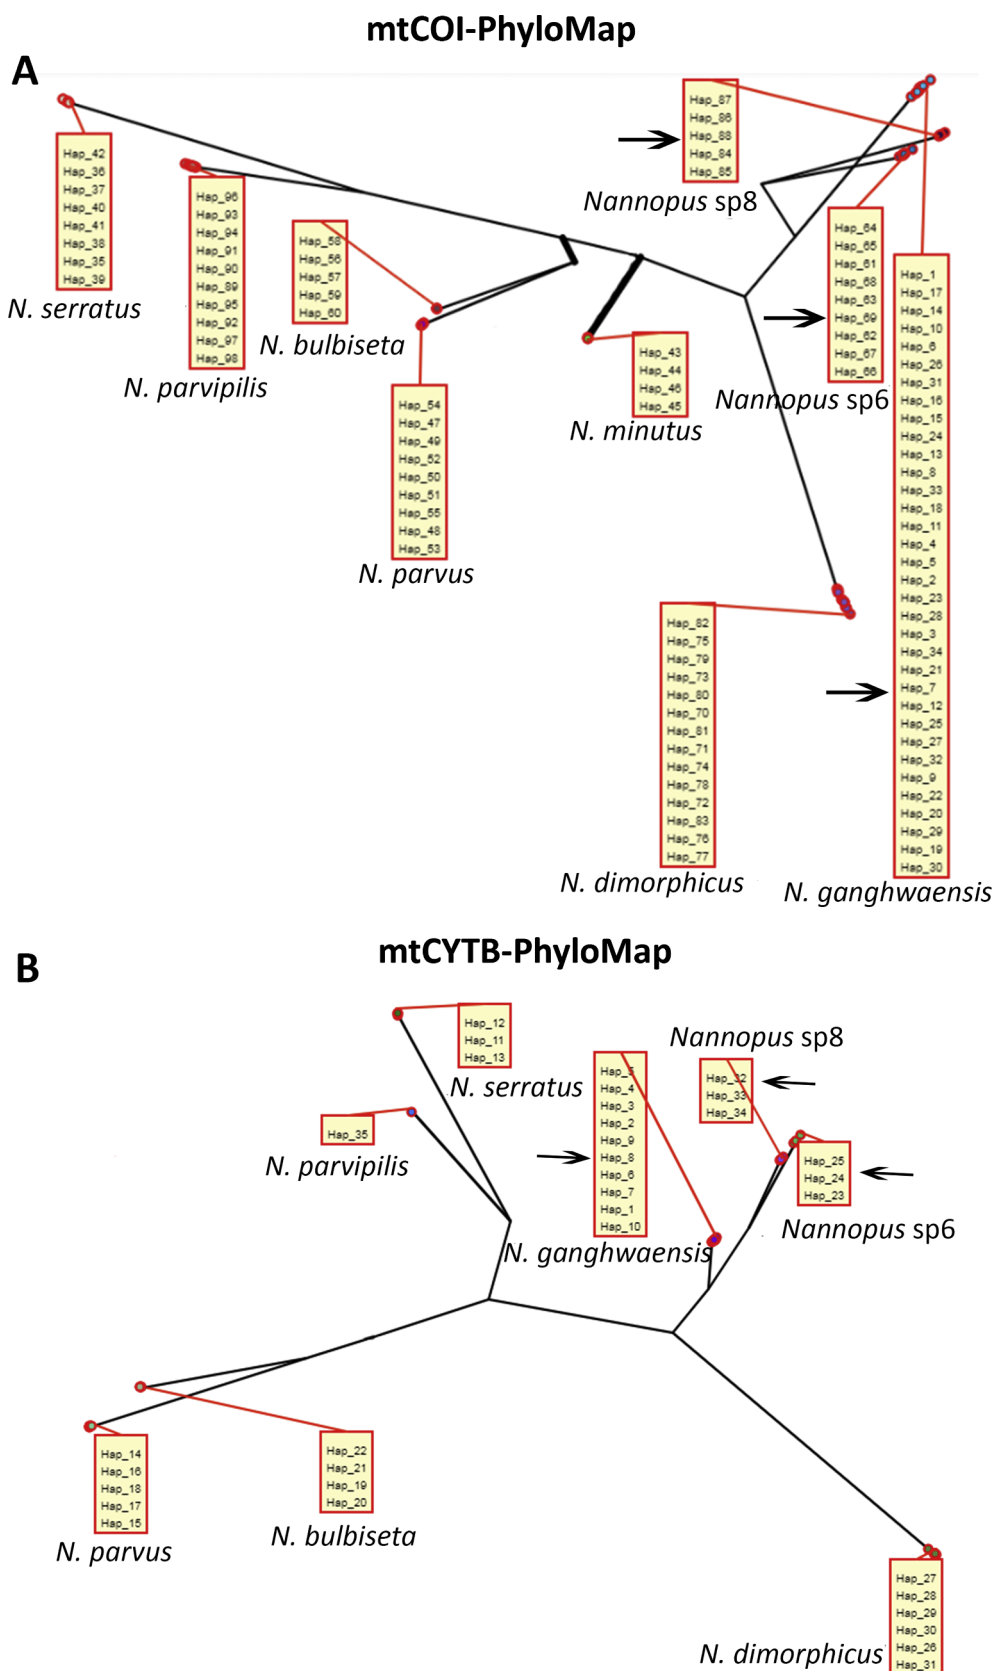 mtCOI-PhyloMap
A
Hap_42
Hap_36
Hap_37
Hap_40
Hap_41
Hap_38
Hap_35
Hap_39
N. serratus
Hap_96
Hap_93
Hap_94
Hap_91
Hap_90
Hap_89
Hap_95
Hap_92
Hap_97
Hap_98
N. parvipilis
Hap_58
Hap_56
Hap_57
Hap_59
Hap_60
N. bulbiseta
Hap_54
Hap_47
Hap_49
Hap_52
Hap_50
Hap_51
Hap_55
Hap_48
Hap_53
N. parvus
Hap_43
Hap_44
Hap_46
Hap_45
N. minutus
Hap_87
Hap_86
Hap_88
Hap_84
Hap_85
Nannopus sp8
Hap_64
Hap_65
Hap_61
Hap_68
Hap_63
Hap_69
Hap_62
Hap_67
Hap_66
Nannopus sp6
Hap_82
Hap_75
Hap_79
Hap_73
Hap_80
Hap_70
Hap_81
Hap_71
Hap_74
Hap_78
Hap_72
Hap_83
Hap_76
Hap_77
N. dimorphicus
Hap_1
Hap_17
Hap_14
Hap_10
Hap_6
Hap_26
Hap_31
Hap_16
Hap_15
Hap_24
Hap_13
Hap_8
Hap_33
Hap_18
Hap_11
Hap_4
Hap_5
Hap_2
Hap_23
Hap_28
Hap_3
Hap_34
Hap_21
Hap_7
Hap_12
Hap_25
Hap_27
Hap_32
Hap_9
Hap_22
Hap_20
Hap_29
Hap_19
Hap_30
N. ganghwaensis
mtCYTB-PhyloMap
B
Hap_12
Hap_11
Hap_13
N. serratus
Hap_35
N. parvipilis
Hap_5
Hap_4
Hap_3
Hap_2
Hap_9
Hap_8
Hap_6
Hap_7
Hap_1
Hap_10
N. ganghwaensis
Nannopus sp8
Hap_32
Hap_33
Hap_34
Hap_25
Hap_24
Hap_23
Nannopus sp6
Hap_14
Hap_16
Hap_18
Hap_17
Hap_15
N. parvus
Hap_22
Hap_21
Hap_19
Hap_20
N. bulbiseta
Hap_27
Hap_28
Hap_29
Hap_30
Hap_26
Hap_31
N. dimorphicus